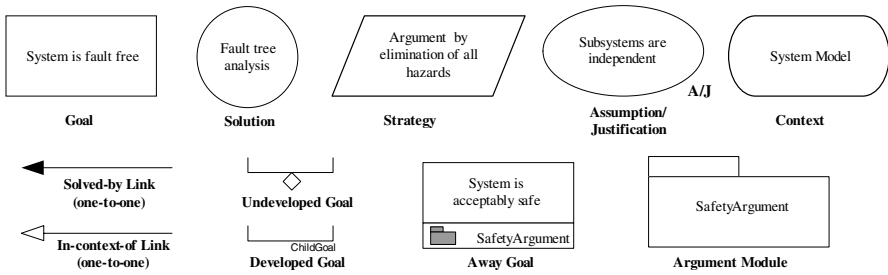 System is fault free
Goal
Fault tree
analysis
Solution
Argument by
elimination of all
hazards
Strategy
Subsystems are
independent
A/J
Assumption/
Justification
System Model
Context
Solved-by Link
(one-to-one)
In-context-of Link
(one-to-one)
Undeveloped Goal
ChildGoal
Developed Goal
System is
acceptably safe
SafetyArgument
Away Goal
SafetyArgument
Argument Module